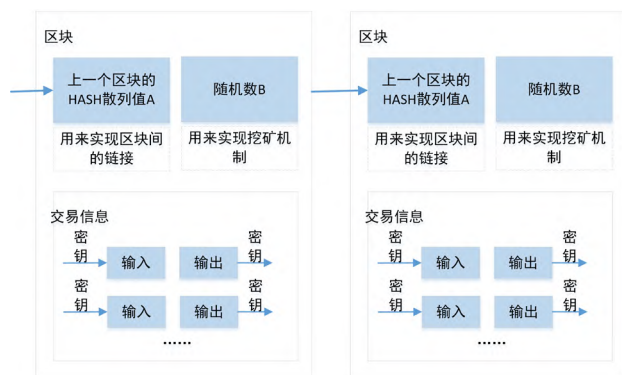 区块
上一个区块的
HASH散列值A
随机数B
用来实现区块间
的链接
用来实现挖矿机
制
交易信息
密
钥
输入
输出
密
钥
密
钥
输入
输出
密
钥
......
区块
上一个区块的
HASH散列值A
随机数B
用来实现区块间
的链接
用来实现挖矿机
制
交易信息
密
钥
输入
输出
密
钥
密
钥
输入
输出
密
钥
......